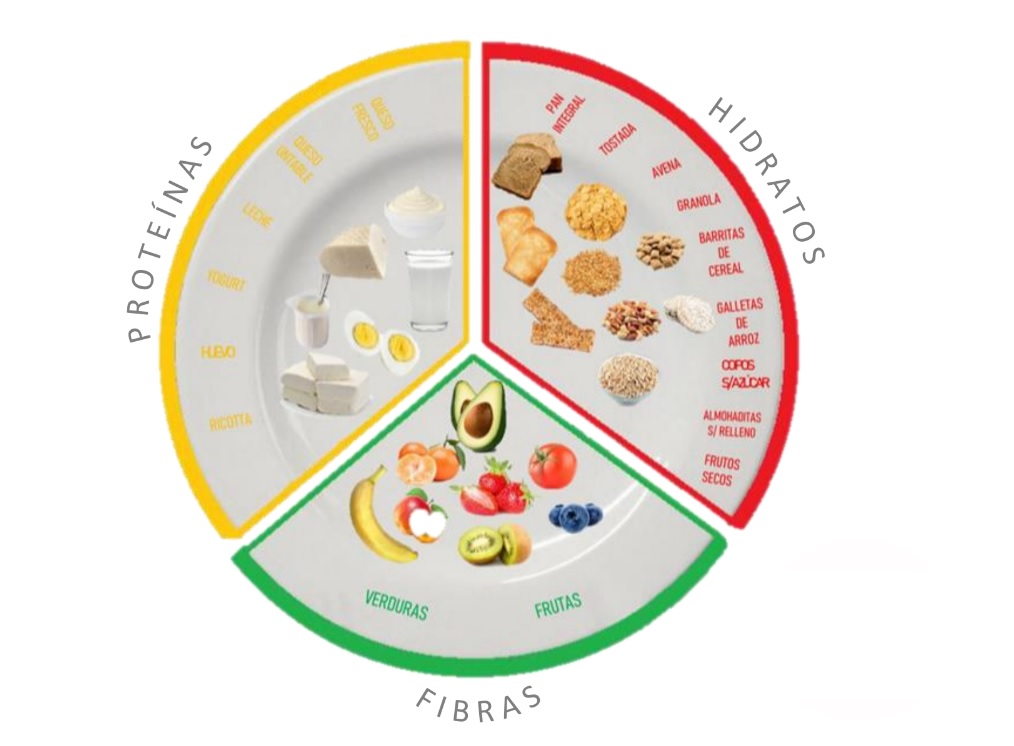 PROTEÍNAS
QUESO
FRESCO
QUESO
UNTABLE
LECHE
YOGURT
HUEVO
RICOTTA
HIDRATOS
PAN
INTEGRAL
TOSTADA
AVENA
GRANOLA
BARRITAS
DE
CEREAL
GALLETAS
DE
ARROZ
COPOS
S/AZÚCAR
ALMOHADITAS
S/ RELLENO
FRUTOS
SECOS
VERDURAS
FRUTAS
FIBRAS